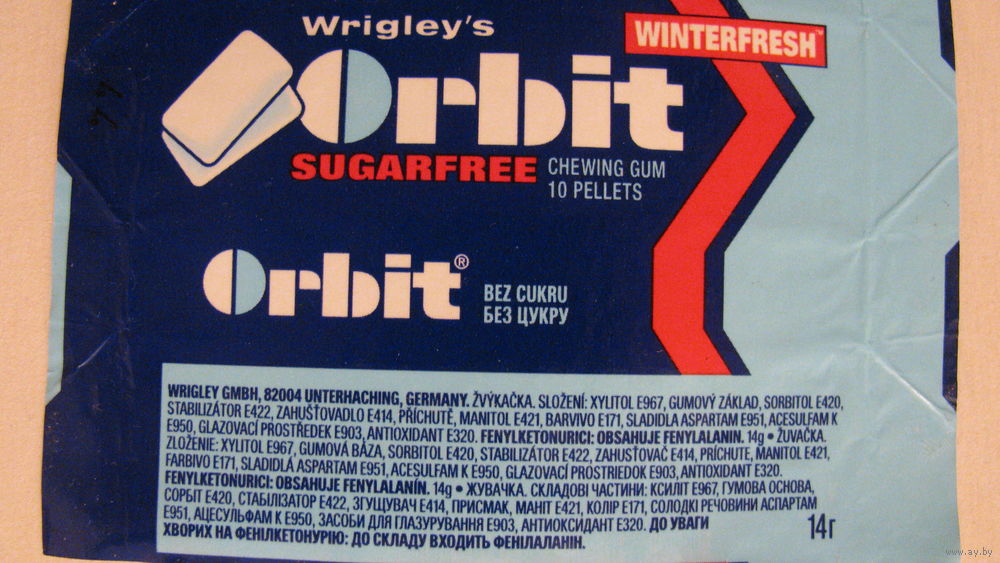 Wrigley's
Orbit
WINTERFRESH™
SUGARFREE
CHEWING GUM
10 PELLETS
Orbit®
BEZ CUKRU
БЕЗ ЦУКРУ
WRIGLEY GMBH, 82004 UNTERHACHING, GERMANY. ŽVÝKAČKA. SLOŽENÍ: XYLITOL E967, GUMOVÝ ZÁKLAD, SORBITOL E420,
STABILIZÁTOR E422, ZAHUŠŤOVADLO E414, PŘÍCHUTĚ, MANITOL E421, BARVIVO E171, SLADIDLA ASPARTAM E951, ACESULFAM K
E950, GLAZOVACÍ PROSTŘEDEK E903, ANTIOXIDANT E320. FENYLKETONURICI: OBSAHUJE FENYLALANIN. 14g • ŽUVAČKA.
ZLOŽENIE: XYLITOL E967, GUMOVÁ BÁZA, SORBITOL E420, STABILIZÁTOR E422, ZAHUSŤOVAČ E414, PRÍCHUTE, MANITOL E421,
FARBIVO E171, SLADIDLÁ ASPARTAM E951, ACESULFAM K E950, GLAZOVACÍ PROSTRIEDOK E903, ANTIOXIDANT E320.
FENYLKETONURICI: OBSAHUJE FENYLALANÍN. 14g • ЖУВАЧКА. СКЛАДОВІ ЧАСТИНИ: КСИЛІТ E967, ГУМОВА ОСНОВА,
СОРБІТ E420, СТАБІЛІЗАТОР E422, ЗГУЩУВАЧ E414, ПРИСМАК, МАНІТ E421, КОЛІР E171, СОЛОДКІ РЕЧОВИНИ АСПАРТАМ
E951, АЦЕСУЛЬФАМ К E950, ЗАСОБИ ДЛЯ ГЛАЗУРУВАННЯ E903, АНТИОКСИДАНТ E320. ДО УВАГИ
ХВОРИХ НА ФЕНІЛКЕТОНУРІЮ: ДО СКЛАДУ ВХОДИТЬ ФЕНІЛАЛАНІН.
14г
www.ay.by